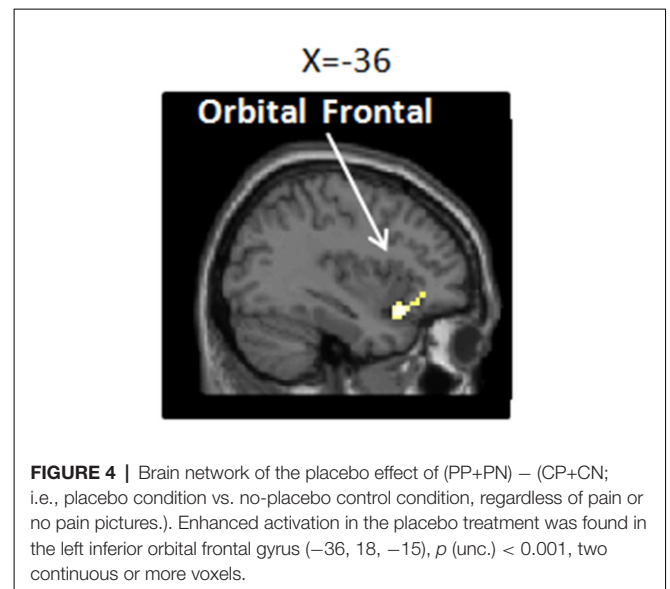 X=-36
Orbital Frontal
FIGURE 4 | Brain network of the placebo effect of (PP+PN) − (CP+CN;
i.e., placebo condition vs. no-placebo control condition, regardless of pain or
no pain pictures.). Enhanced activation in the placebo treatment was found in
the left inferior orbital frontal gyrus (−36, 18, −15), p (unc.) < 0.001, two
continuous or more voxels.